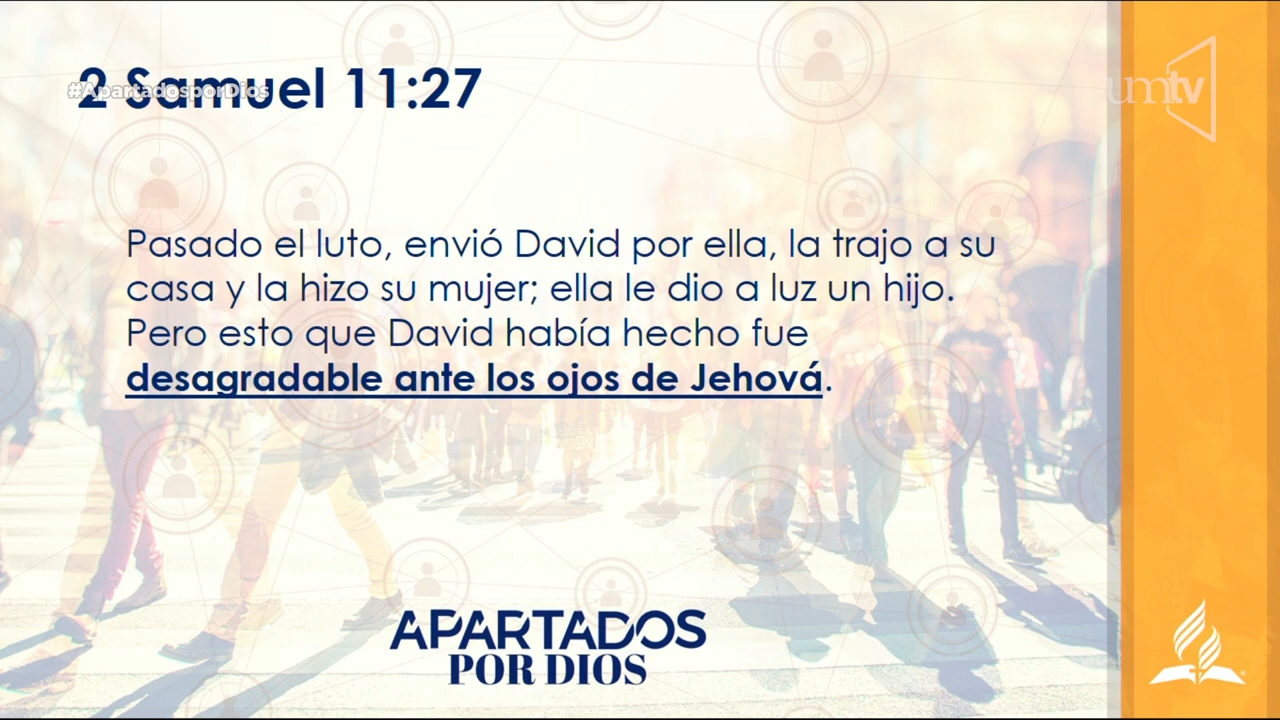 2 Samuel 11:27
#ApartadosporDios
umtv
Pasado el luto, envió David por ella, la trajo a su
casa y la hizo su mujer; ella le dio a luz un hijo.
Pero esto que David había hecho fue
desagradable ante los ojos de Jehová.
APARTADOS
POR DIOS